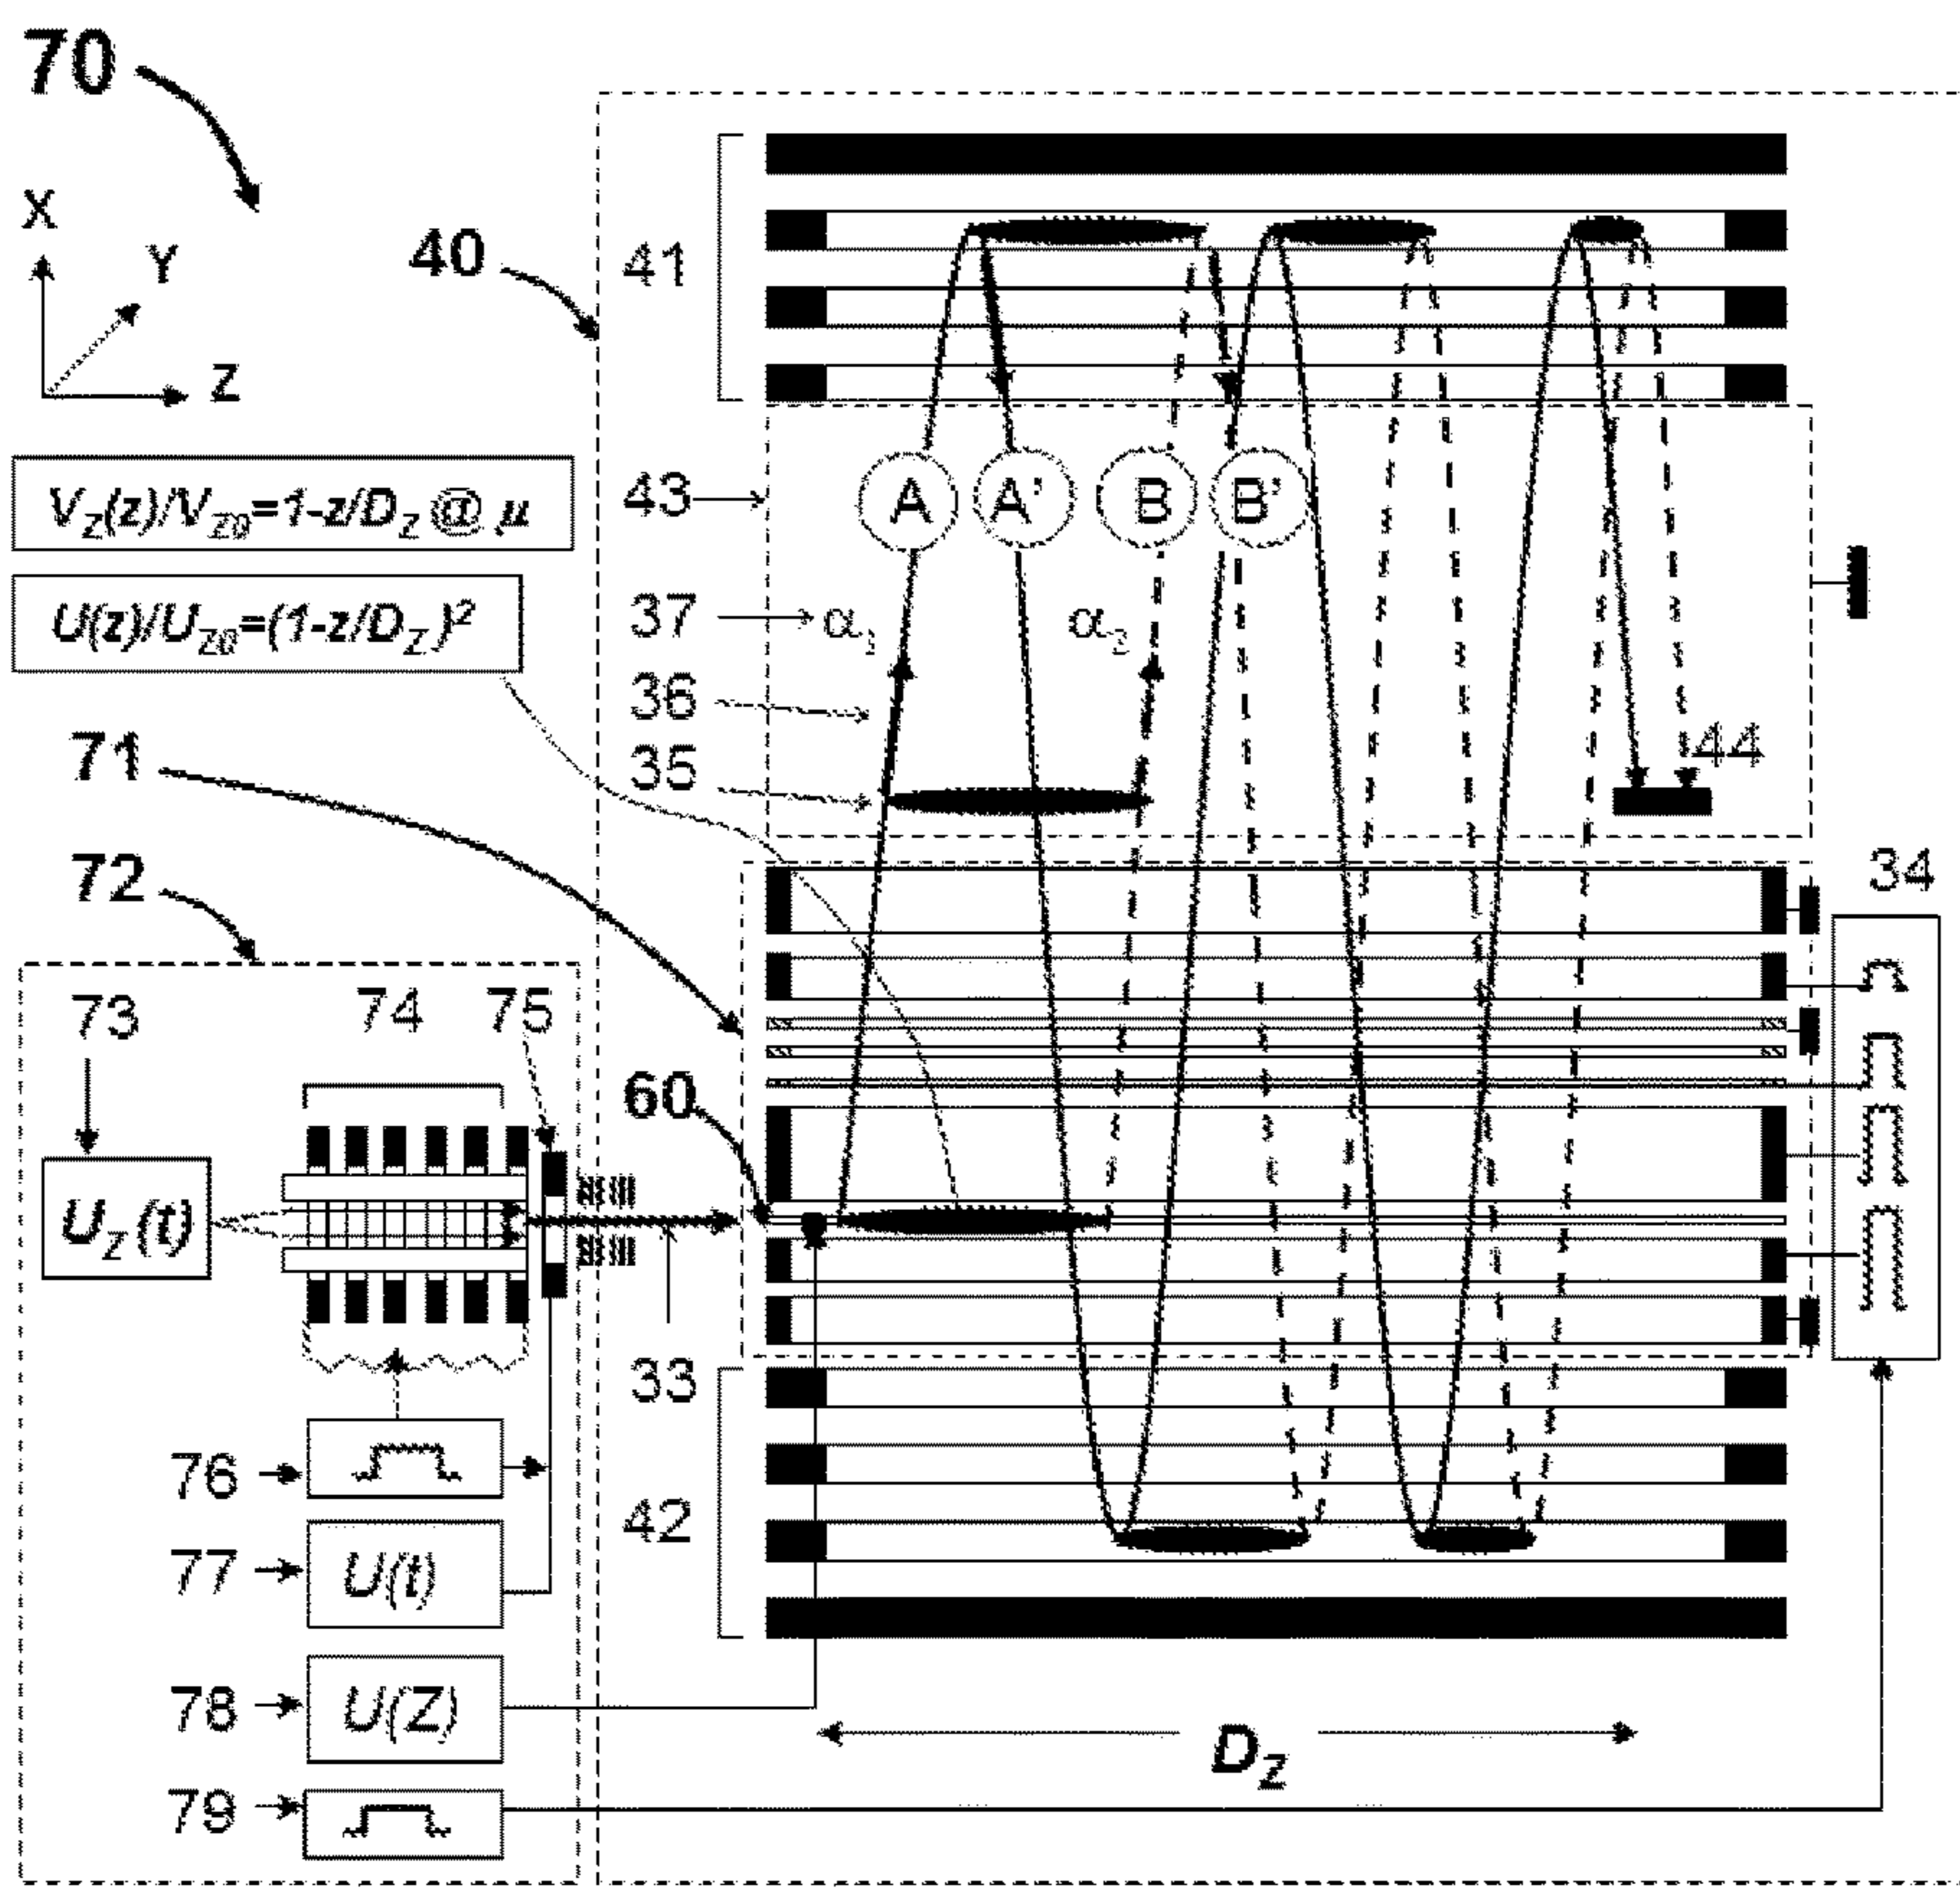 70
X
Y
Z
40
41
V_Z(z)/V_Z0=1-z/D_Z @ μ
U(z)/U_Z0=(1-z/D_Z)²
43
A
A'
B
B'
37
α₁
α₂
36
35
44
71
72
34
73
74
75
60
U_Z(t)
33
76
42
77
U(t)
78
U(Z)
D_Z
79